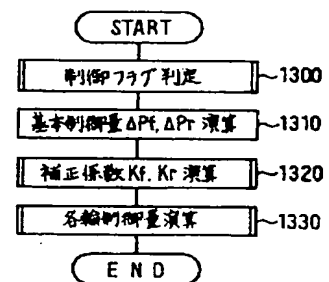 START
制御フラグ判定 1300
基本制御量ΔPf, ΔPr 演算 1310
補正係数Kf, Kr 演算 1320
各輪制御量演算 1330
END